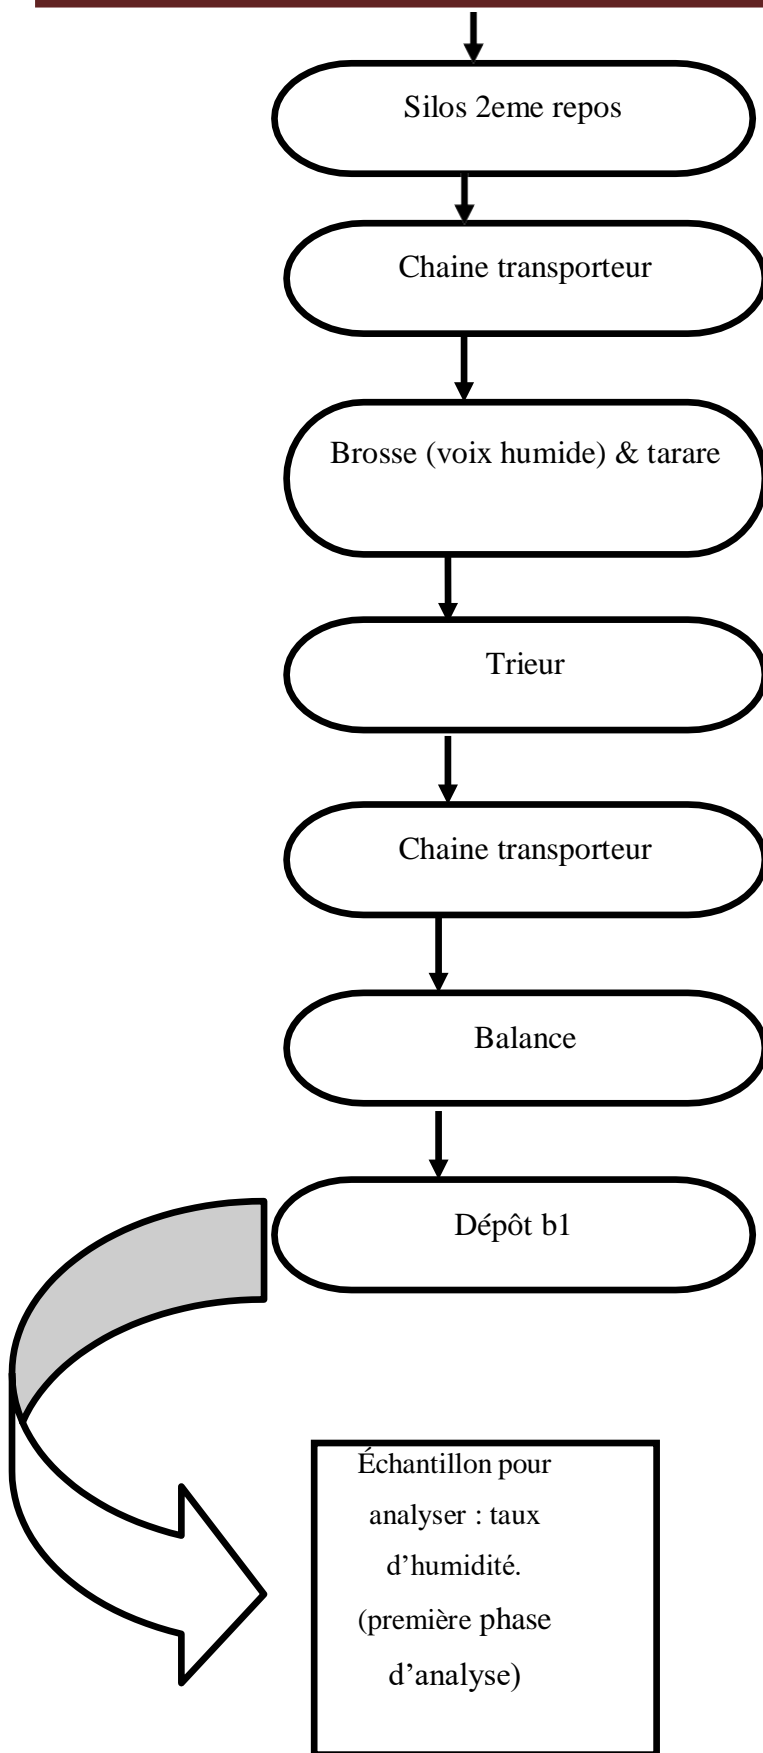 Silos 2eme repos
Chaine transporteur
Brosse (voix humide) & tarare
Trieur
Chaine transporteur
Balance
Dépôt b1
Échantillon pour
analyser : taux
d’humidité.
(première phase
d’analyse)